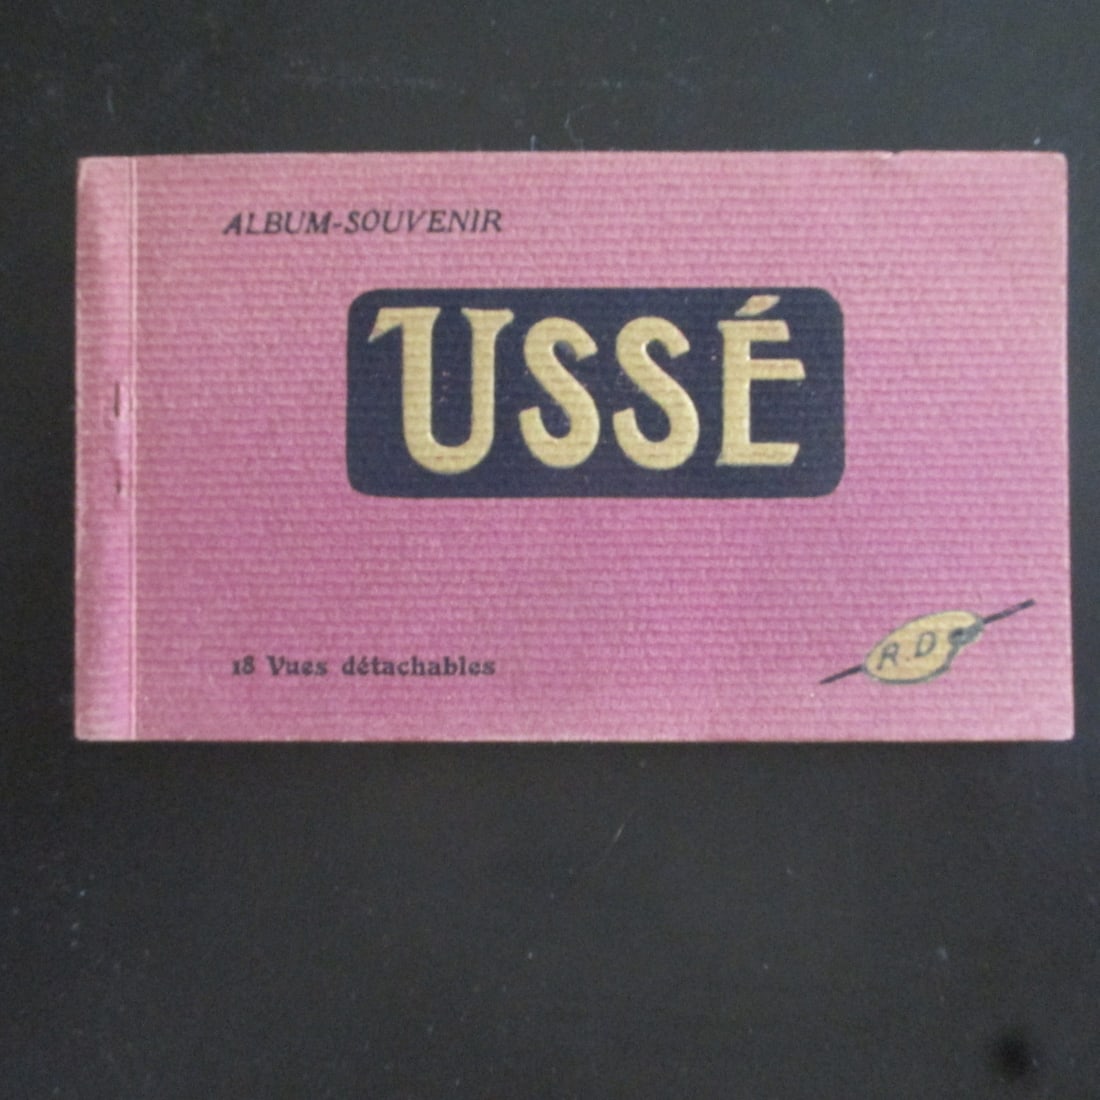 ALBUM-SOUVENIR
USSÉ
18 Vues détachables
R.D